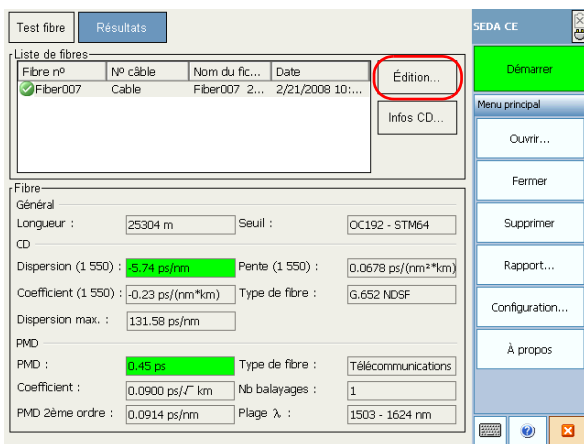 Test fibre Résultats SEDA CE
Liste de fibres
Fibre nº Nº câble Nom du fic... Date
Fiber007 Cable Fiber007 2... 2/21/2008 10:...
Édition...
Infos CD...
Fibre
Général
Longueur : 25304 m Seuil : OC192 - STM64
CD
Dispersion (1 550) : -5.74 ps/nm Pente (1 550) : 0.0678 ps/(nm²*km)
Coefficient (1 550) : -0.23 ps/(nm*km) Type de fibre : G.652 NDSF
Dispersion max. : 131.58 ps/nm
PMD
PMD : 0.45 ps Type de fibre : Télécommunications
Coefficient : 0.0900 ps/√ km Nb balayages : 1
PMD 2ème ordre : 0.0914 ps/nm Plage λ : 1503 - 1624 nm
Démarrer
Menu principal
Ouvrir...
Fermer
Supprimer
Rapport...
Configuration...
À propos